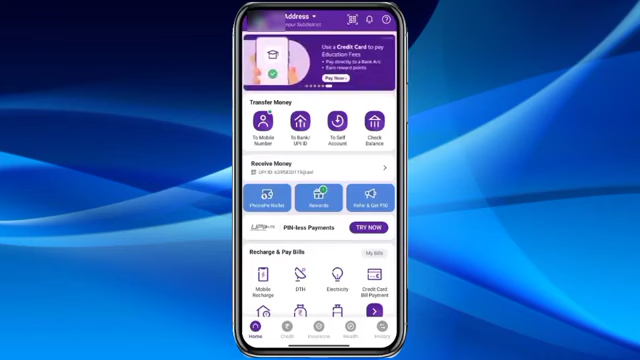 Address
Use a Credit Card to pay
Education Fees
• Pay directly to a Bank A/c
• Earn reward points
Pay Now
Transfer Money
To Mobile
Number
To Bank/
UPI ID
To Self
Account
Check
Balance
Receive Money
PhonePe Wallet
Rewards
Refer & Get ₹50
PIN-less Payments
TRY NOW
Recharge & Pay Bills
My Bills
Mobile
Recharge
DTH
Electricity
Credit Card
Bill Payment
Home
Credit
Insurance
Wealth
History